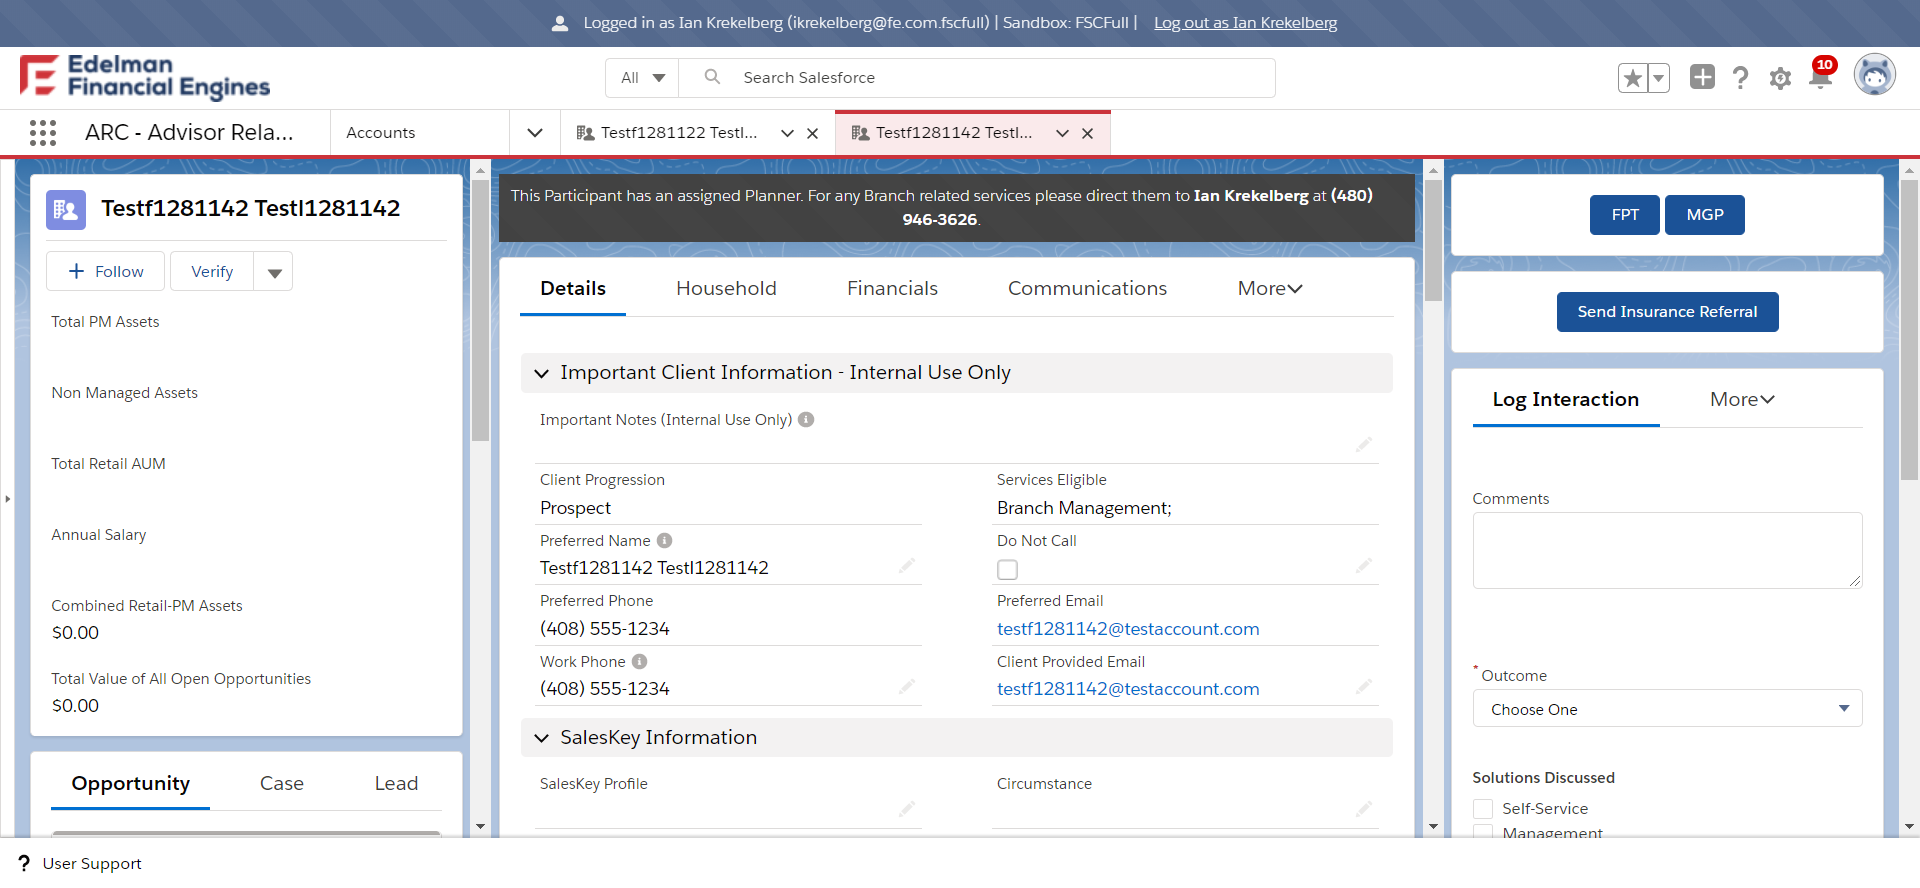 Logged in as Ian Krekelberg (ikrekelberg@fe.com.fscfull) | Sandbox: FSCFull | Log out as Ian Krekelberg
Edelman
Financial Engines
All
Search Salesforce
10
ARC - Advisor Rela...
Accounts
Testf1281122 Testl...
Testf1281142 Testl...
Testf1281142 Testl1281142
Follow
Verify
Total PM Assets
Non Managed Assets
Total Retail AUM
Annual Salary
Combined Retail-PM Assets
$0.00
Total Value of All Open Opportunities
$0.00
Opportunity
Case
Lead
This Participant has an assigned Planner. For any Branch related services please direct them to Ian Krekelberg at (480)
946-3626.
Details
Household
Financials
Communications
More
Important Client Information - Internal Use Only
Important Notes (Internal Use Only)
Client Progression
Prospect
Services Eligible
Branch Management;
Preferred Name
Testf1281142 Testl1281142
Do Not Call
Preferred Phone
(408) 555-1234
Preferred Email
testf1281142@testaccount.com
Work Phone
(408) 555-1234
Client Provided Email
testf1281142@testaccount.com
SalesKey Information
SalesKey Profile
Circumstance
FPT
MGP
Send Insurance Referral
Log Interaction
More
Comments
*Outcome
Choose One
Solutions Discussed
Self-Service
Management
? User Support